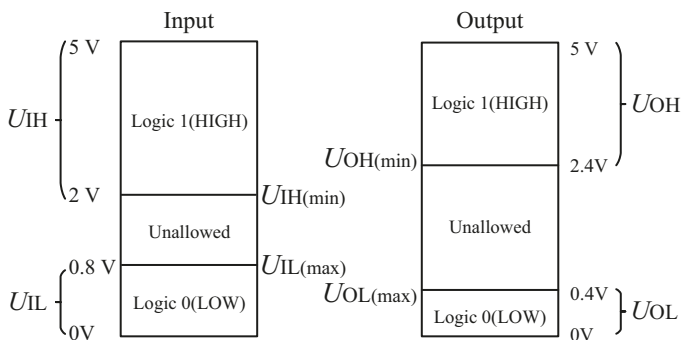 Input
Output
5 V
5 V
Logic 1(HIGH)
Logic 1(HIGH)
UIH
UOH
UOH(min)
2.4V
2 V
UIH(min)
Unallowed
Unallowed
0.8 V
UIL(max)
UOL(max)
0.4V
UIL
Logic 0(LOW)
Logic 0(LOW)
UOL
0V
0V